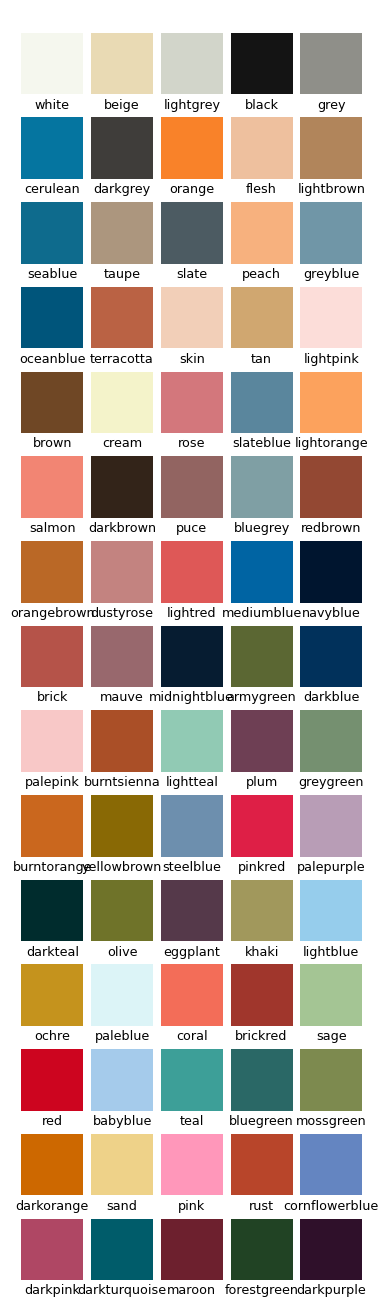 white beige lightgrey black grey
cerulean darkgrey orange flesh lightbrown
seablue taupe slate peach greyblue
oceanblue terracotta skin tan lightpink
brown cream rose slateblue lightorange
salmon darkbrown puce bluegrey redbrown
orangebrown dustyrose lightred mediumblue navyblue
brick mauve midnightblue armygreen darkblue
palepink burntsienna lightteal plum greygreen
burntorange yellowbrown steelblue pinkred palepurple
darkteal olive eggplant khaki lightblue
ochre paleblue coral brickred sage
red babyblue teal bluegreen mossgreen
darkorange sand pink rust cornflowerblue
darkpink darkturquoise maroon forestgreen darkpurple